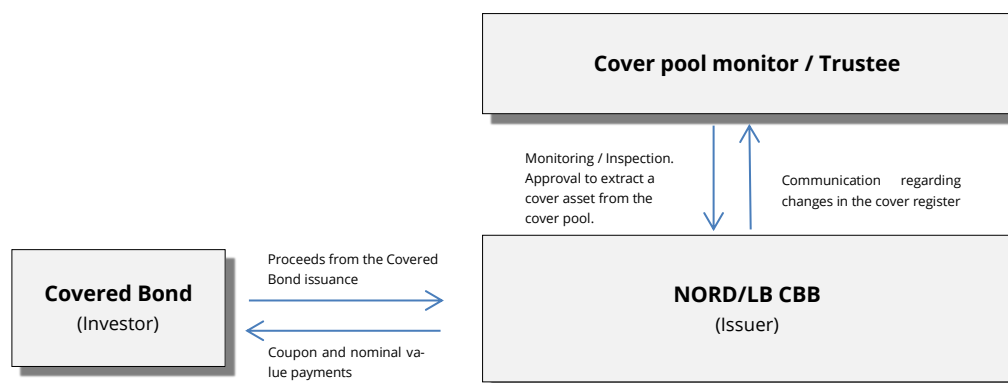 Cover pool monitor / Trustee
Monitoring / Inspection.
Approval to extract a
cover asset from the
cover pool.
Communication regarding
changes in the cover register
Proceeds from the Covered
Bond issuance
Covered Bond
(Investor)
NORD/LB CBB
(Issuer)
Coupon and nominal va-
lue payments